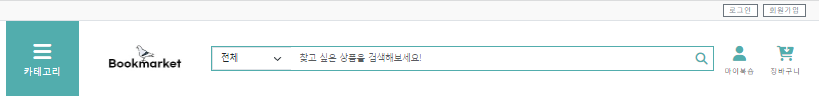 로그인 회원가입
카테고리
Bookmarket
전체
찾고 싶은 상품을 검색해보세요!
마이북숍
장바구니